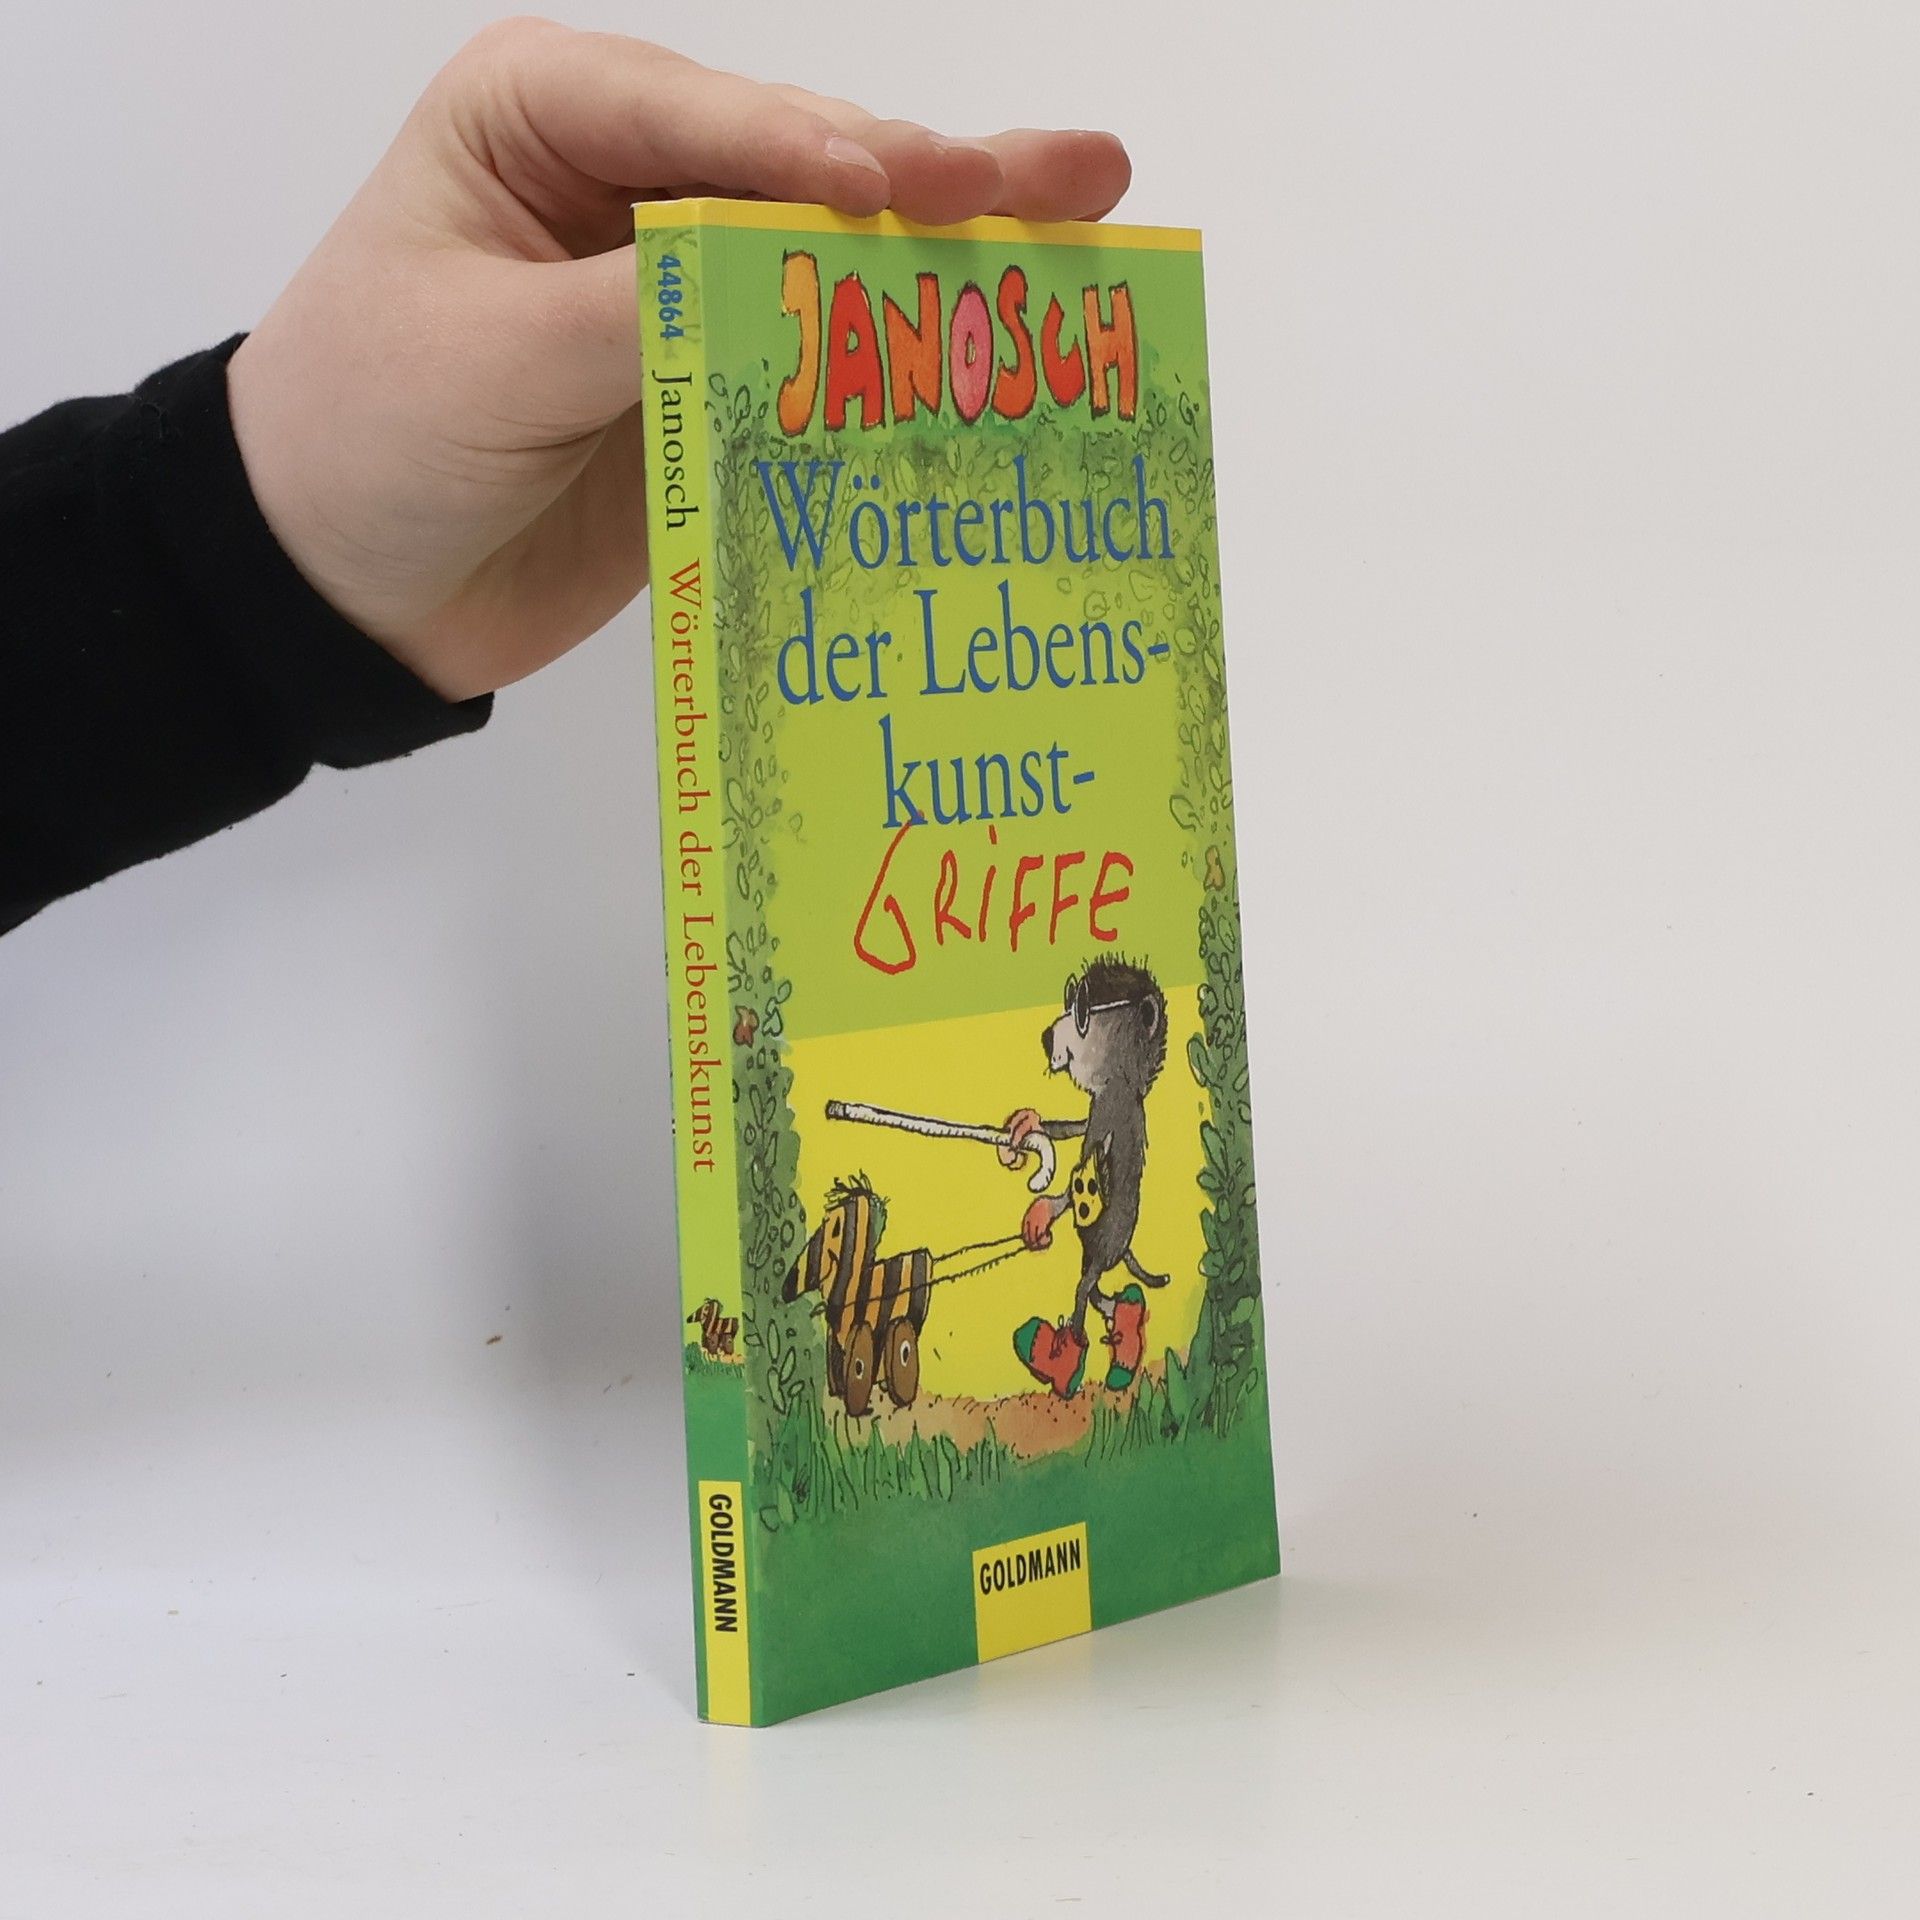 44864 Janosch Wörterbuch der Lebenskunst
GOLDMANN
JANOSCH
Wörterbuch
der Lebens-
kunst-
GRiFFE
GOLDMANN